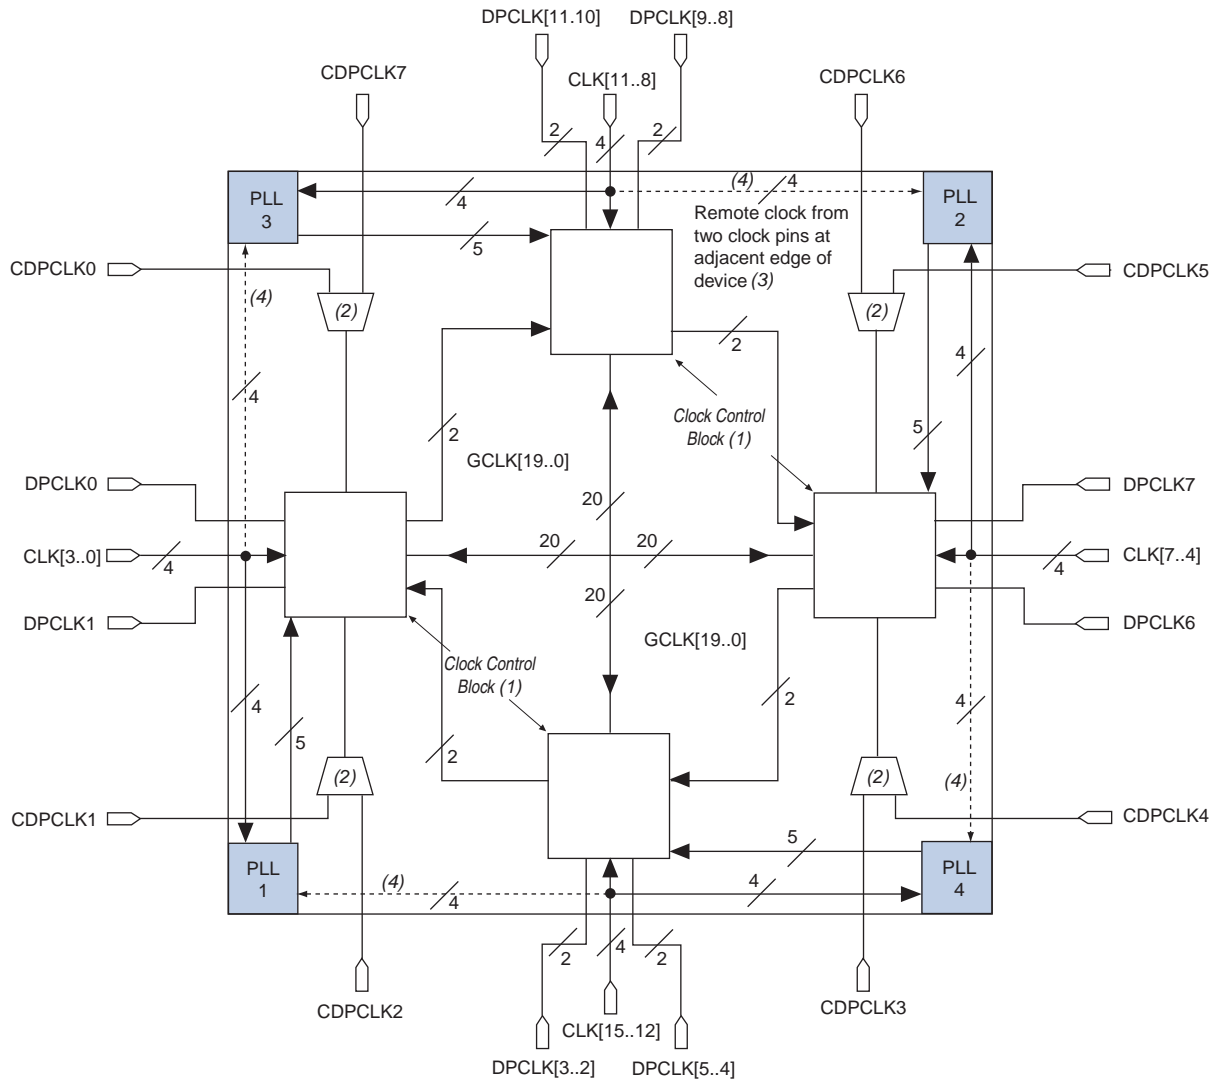 DPCLK[11.10]
DPCLK[9..8]
CDPCLK7
CLK[11..8]
CDPCLK6
2
4
2
PLL
3
4
(4)
4
PLL
2
5
Remote clock from
two clock pins at
adjacent edge of
device (3)
CDPCLK0
CDPCLK5
(4)
(2)
(2)
2
4
4
Clock Control
Block (1)
2
5
GCLK[19..0]
DPCLK0
DPCLK7
20
CLK[3..0]
4
20
20
4
CLK[7..4]
20
DPCLK1
DPCLK6
GCLK[19..0]
Clock Control
Block (1)
4
5
2
2
4
(2)
(2)
(4)
CDPCLK1
CDPCLK4
5
PLL
1
(4)
4
4
PLL
4
2
4
2
CDPCLK2
CDPCLK3
CLK[15..12]
DPCLK[3..2]
DPCLK[5..4]